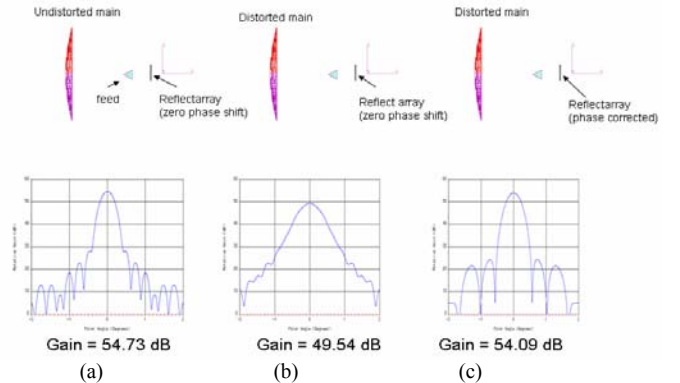 Undistorted main
Distorted main
Distorted main
feed
Reflectarray
(zero phase shift)
Reflect array
(zero phase shift)
Reflectarray
(phase corrected)
Gain = 54.73 dB
Gain = 49.54 dB
Gain = 54.09 dB
(a)
(b)
(c)